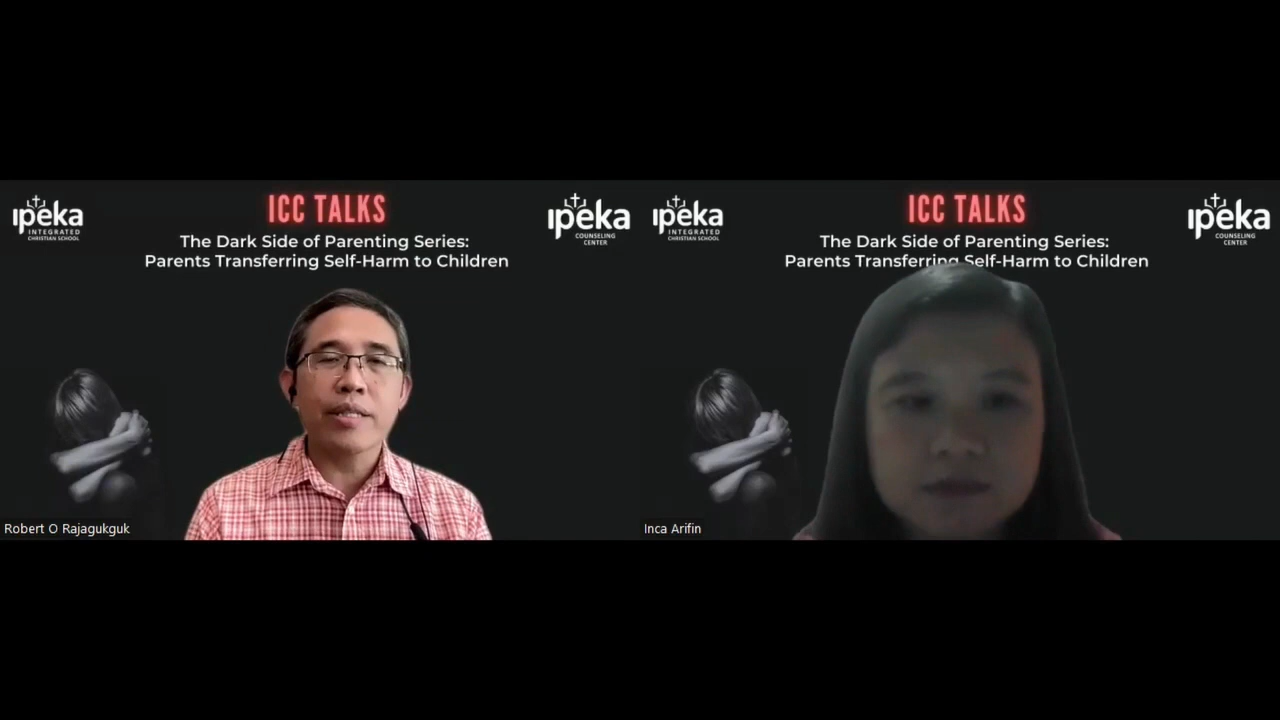 ipeka
INTEGRATED
CHRISTIAN SCHOOL
ICC TALKS
ipeka
COUNSELING
CENTER
The Dark Side of Parenting Series:
Parents Transferring Self-Harm to Children
Robert O Rajagukguk
ipeka
INTEGRATED
CHRISTIAN SCHOOL
ICC TALKS
ipeka
COUNSELING
CENTER
The Dark Side of Parenting Series:
Parents Transferring Self-Harm to Children
Inca Arifin